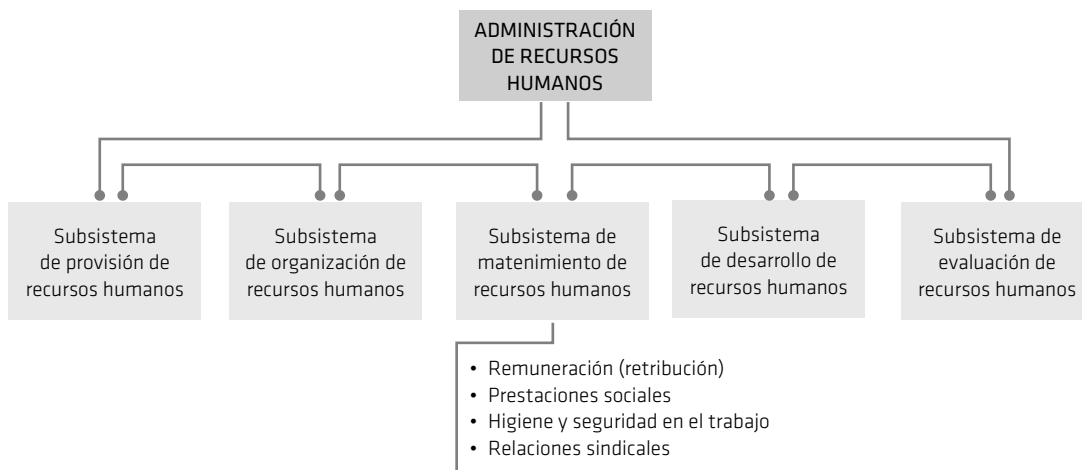 ADMINISTRACIÓN
DE RECURSOS
HUMANOS
Subsistema
de provisión de
recursos humanos
Subsistema
de organización de
recursos humanos
Subsistema de
matenimiento de
recursos humanos
Subsistema
de desarrollo de
recursos humanos
Subsistema de
evaluación de
recursos humanos
• Remuneración (retribución)
• Prestaciones sociales
• Higiene y seguridad en el trabajo
• Relaciones sindicales